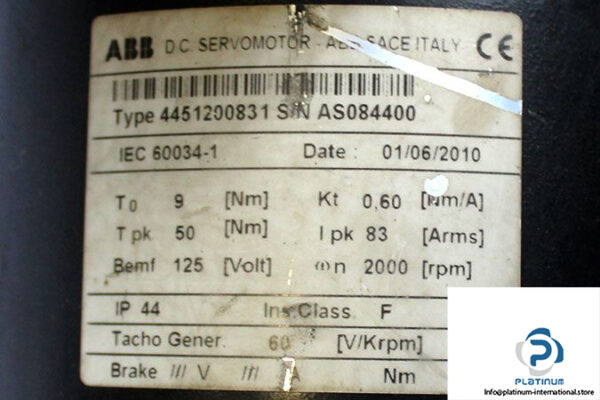 ABB D.C. SERVOMOTOR - ABB SACE ITALY CE
Type 4451200831 S/N AS084400
IEC 60034-1 Date : 01/06/2010
T0 9 [Nm] Kt 0,60 [Nm/A]
T pk 50 [Nm] I pk 83 [Arms]
Bemf 125 [Volt] ωn 2000 [rpm]
IP 44 Ins.Class F
Tacho Gener. 60 [V/Krpm]
Brake /// V /// A Nm
PLATINUM
info@platinum-international.store